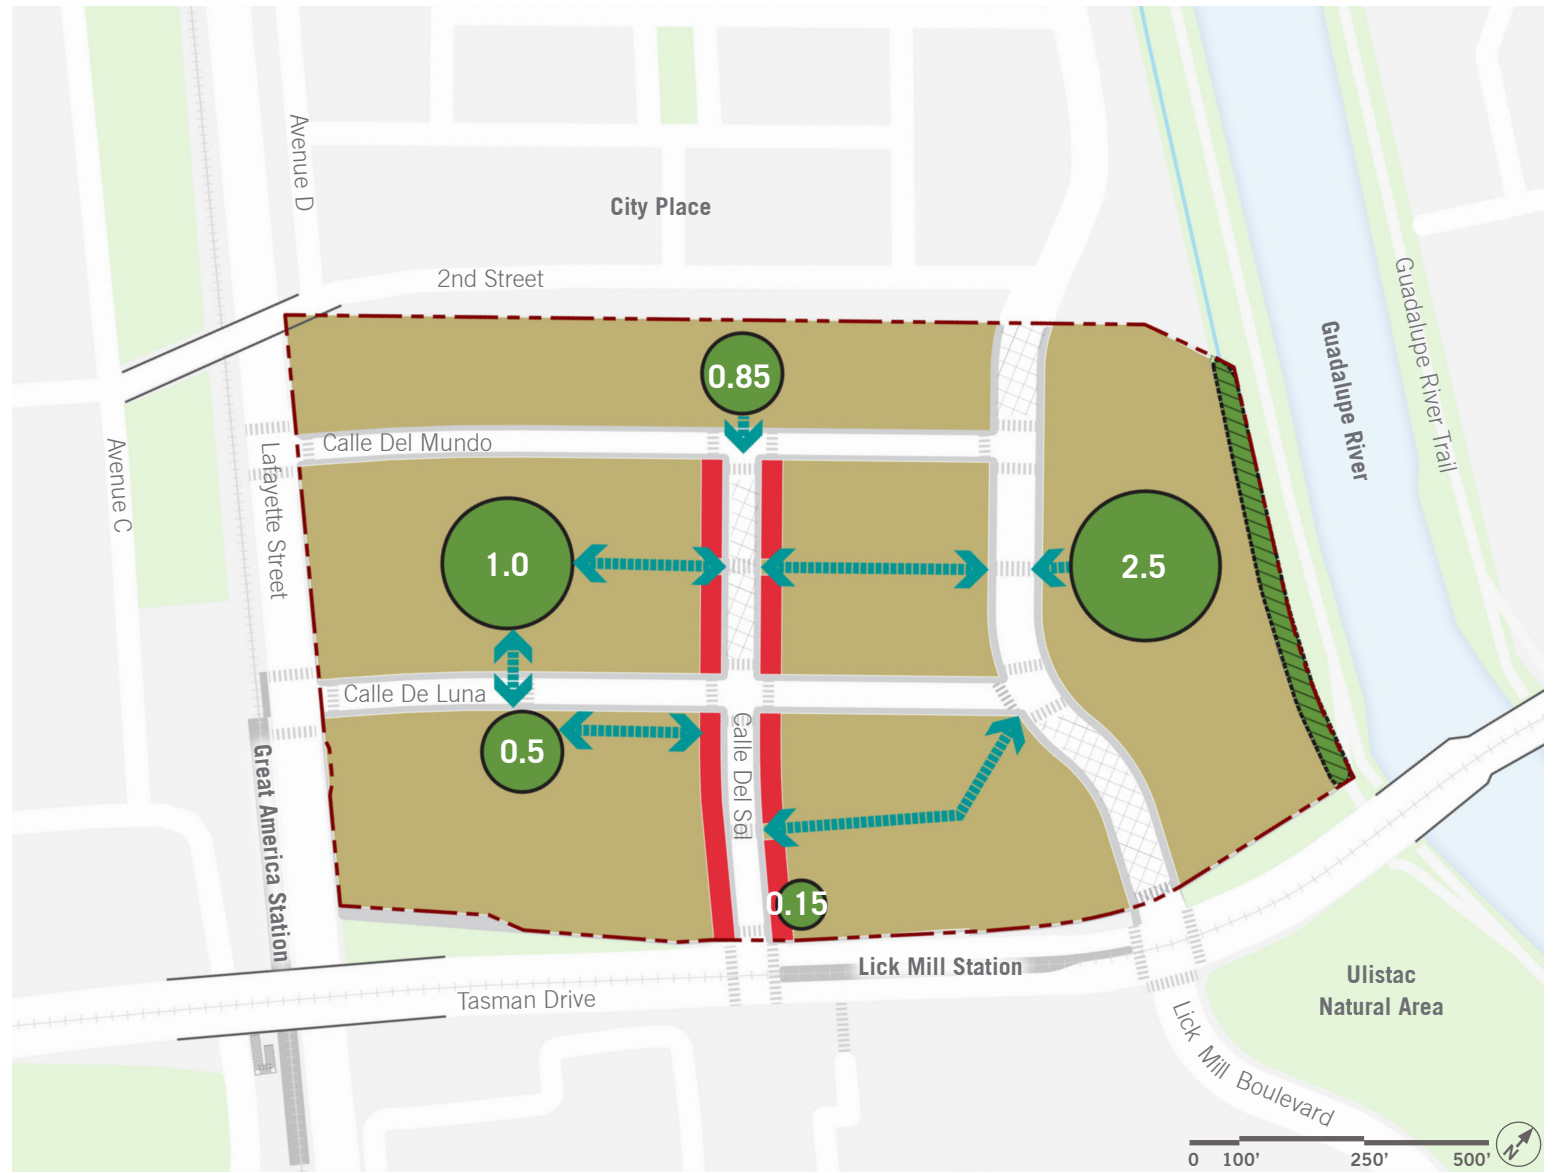 Avenue D
City Place
2nd Street
Guadalupe River Trail
Guadalupe River
0.85
Calle Del Mundo
Avenue C
Lafayette Street
1.0
2.5
Calle De Luna
0.5
Calle Del Sol
Great America Station
0.15
Lick Mill Station
Tasman Drive
Ulistac
Natural Area
Lick Mill Boulevard
0 100' 250' 500'
N